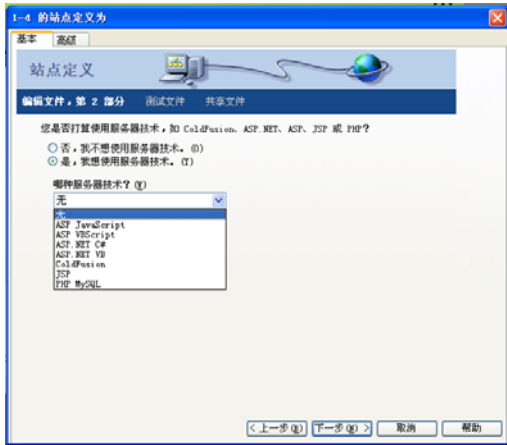 1-4 的站点定义为
基本 高级
站点定义
编辑文件，第 2 部分 测试文件 共享文件
您是否打算使用服务器技术，如 ColdFusion、ASP.NET、ASP、JSP 或 PHP？
否，我不想使用服务器技术。(O)
是，我想使用服务器技术。(Y)
哪种服务器技术？(W)
无
无
ASP JavaScript
ASP VBScript
ASP.NET C#
ASP.NET VB
ColdFusion
JSP
PHP MySQL
<上一步(B) 下一步(N) > 取消 帮助